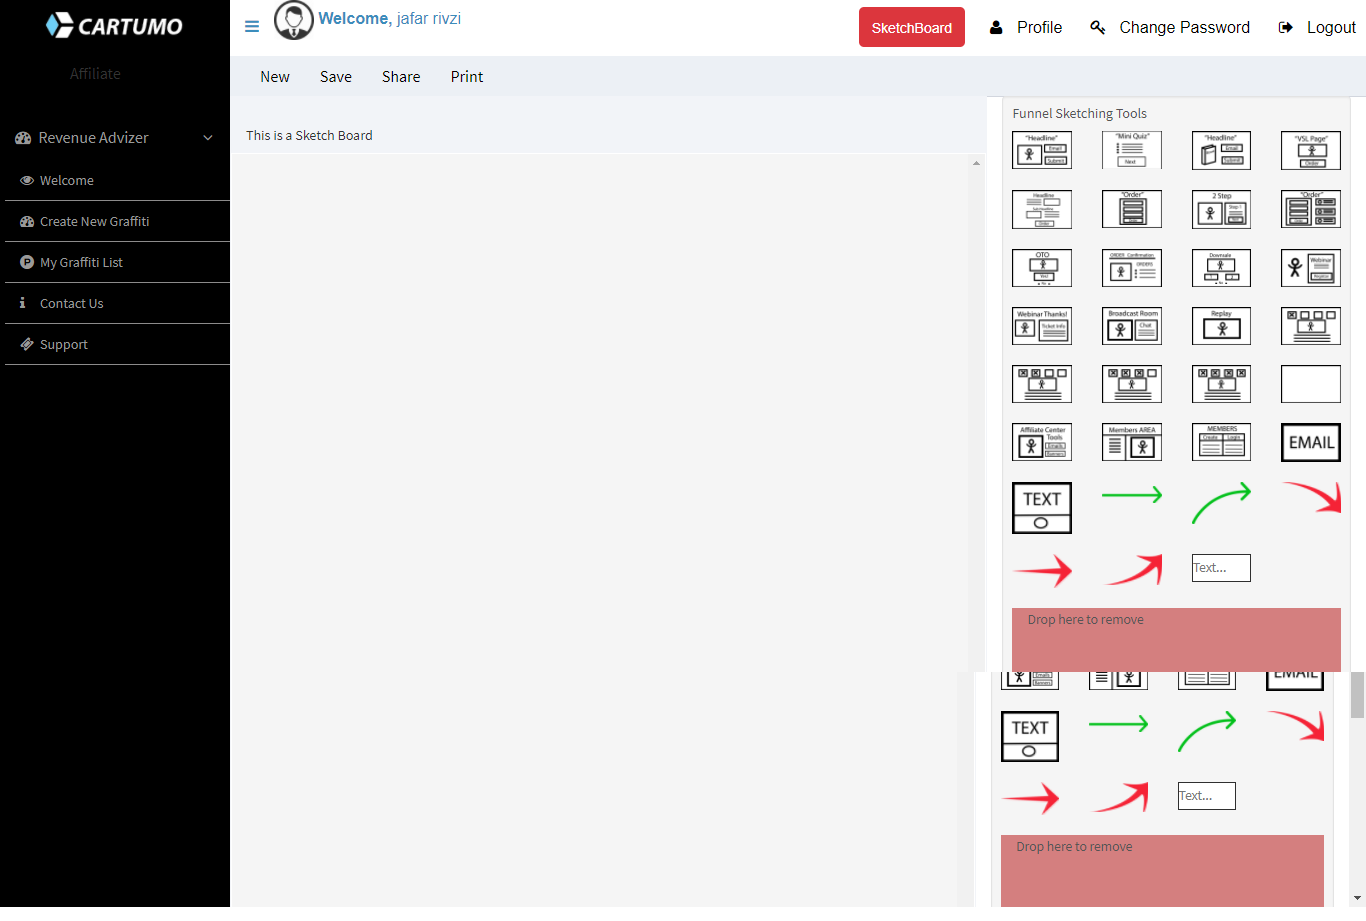 CARTUMO
Welcome, jafar rivzi
SketchBoard
Profile
Change Password
Logout
Affiliate
New
Save
Share
Print
Revenue Advizer
Welcome
Create New Graffiti
My Graffiti List
Contact Us
Support
This is a Sketch Board
Funnel Sketching Tools
"Headline"
Email
Submit
"Mini Quiz"
Next
"Headline"
Email
Submit
"VSL Page"
Order
Headline
"Order"
2 Step
Step 1
"Order"
OTO
Yes!
ORDER Confirmation
ORDERS
Downsale
Webinar
Register
Webinar Thanks!
Ticket Info
Broadcast Room
Chat
Replay
Affiliate Center
Tools
Emails
Banners
Members AREA
MEMBERS
Create
Login
EMAIL
TEXT
Text...
Drop here to remove
Emails
Banners
EMAIL
TEXT
Text...
Drop here to remove